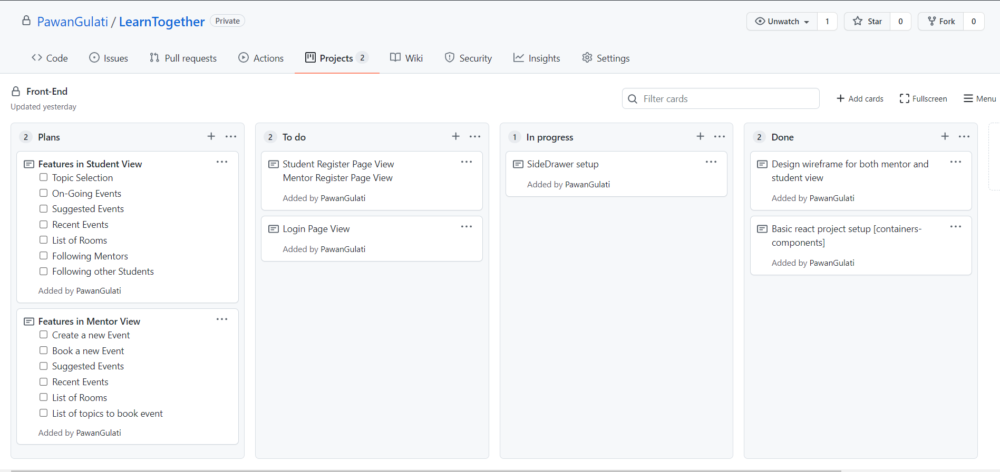 PawanGulati / LearnTogether Private
Unwatch 1 Star 0 Fork 0
Code Issues Pull requests Actions Projects 2 Wiki Security Insights Settings
Front-End
Updated yesterday
Filter cards
Add cards Fullscreen Menu
2 Plans
Features in Student View
Topic Selection
On-Going Events
Suggested Events
Recent Events
List of Rooms
Following Mentors
Following other Students
Added by PawanGulati
Features in Mentor View
Create a new Event
Book a new Event
Suggested Events
Recent Events
List of Rooms
List of topics to book event
Added by PawanGulati
2 To do
Student Register Page View
Mentor Register Page View
Added by PawanGulati
Login Page View
Added by PawanGulati
1 In progress
SideDrawer setup
Added by PawanGulati
2 Done
Design wireframe for both mentor and
student view
Added by PawanGulati
Basic react project setup [containers-
components]
Added by PawanGulati